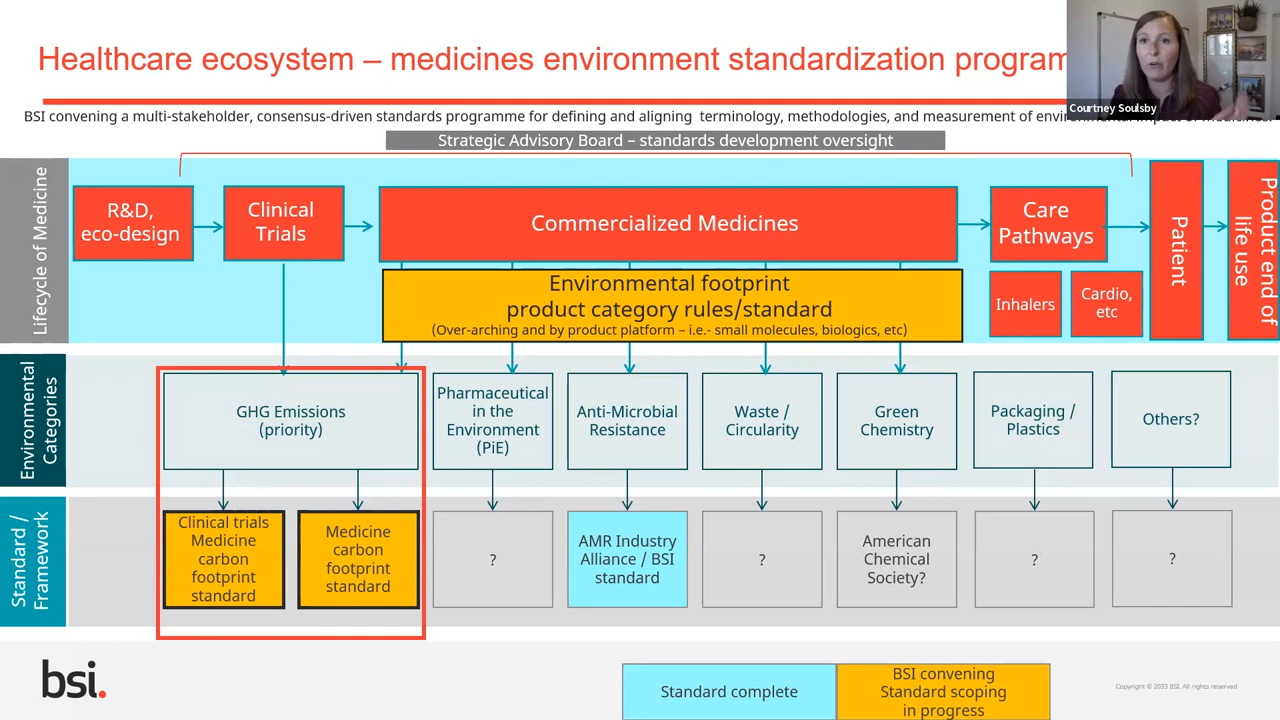 Healthcare ecosystem – medicines environment standardization program
Courtney Soulsby
BSI convening a multi-stakeholder, consensus-driven standards programme for defining and aligning terminology, methodologies, and measurement of environmental impact of medicines.
Strategic Advisory Board – standards development oversight
Lifecycle of Medicine
R&D,
eco-design
Clinical
Trials
Commercialized Medicines
Care
Pathways
Patient
Product end of
life use
Environmental footprint
product category rules/standard
(Over-arching and by product platform – i.e.- small molecules, biologics, etc)
Inhalers
Cardio,
etc
Environmental
Categories
GHG Emissions
(priority)
Pharmaceutical
in the
Environment
(PiE)
Anti-Microbial
Resistance
Waste /
Circularity
Green
Chemistry
Packaging /
Plastics
Others?
Standard /
Framework
Clinical trials
Medicine
carbon
footprint
standard
Medicine
carbon
footprint
standard
?
AMR Industry
Alliance / BSI
standard
?
American
Chemical
Society?
?
?
bsi.
Standard complete
BSI convening
Standard scoping
in progress
Copyright © 2033 BSI. All rights reserved